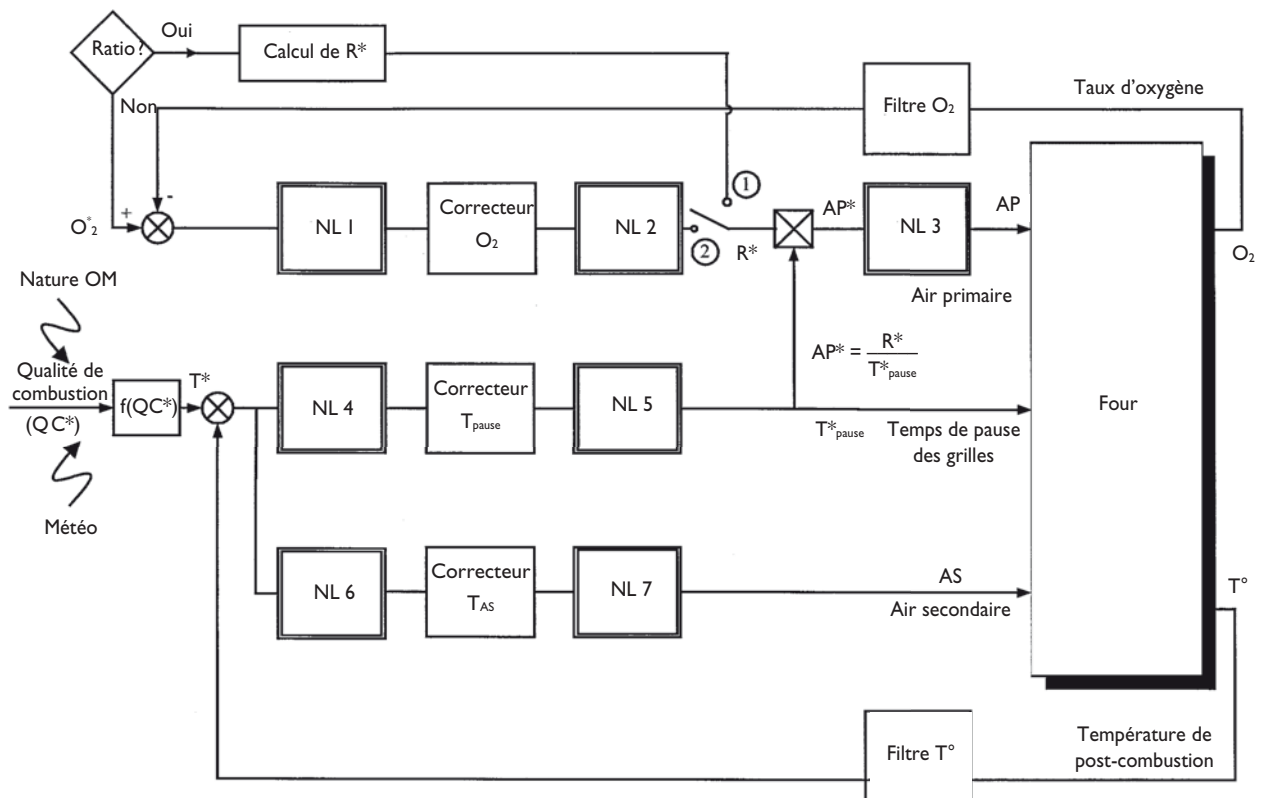 Oui
Ratio ?
Calcul de R*
Non
Filtre O₂
Taux d'oxygène
O*₂
+
-
NL 1
Correcteur
O₂
NL 2
①
②
R*
AP*
NL 3
AP
Air primaire
O₂
Nature OM
Qualité de
combustion
(QC*)
f(QC*)
T*
Météo
NL 4
Correcteur
T pause
NL 5
AP* = R* / T*pause
T*pause
Temps de pause
des grilles
Four
NL 6
Correcteur
T AS
NL 7
AS
Air secondaire
T°
Filtre T°
Température de
post-combustion